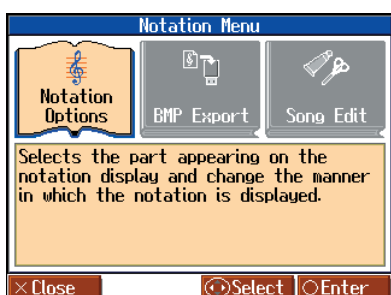 Notation Menu
Notation
Options
BMP Export
Song Edit
Selects the part appearing on the
notation display and change the manner
in which the notation is displayed.
×Close
Select
Enter